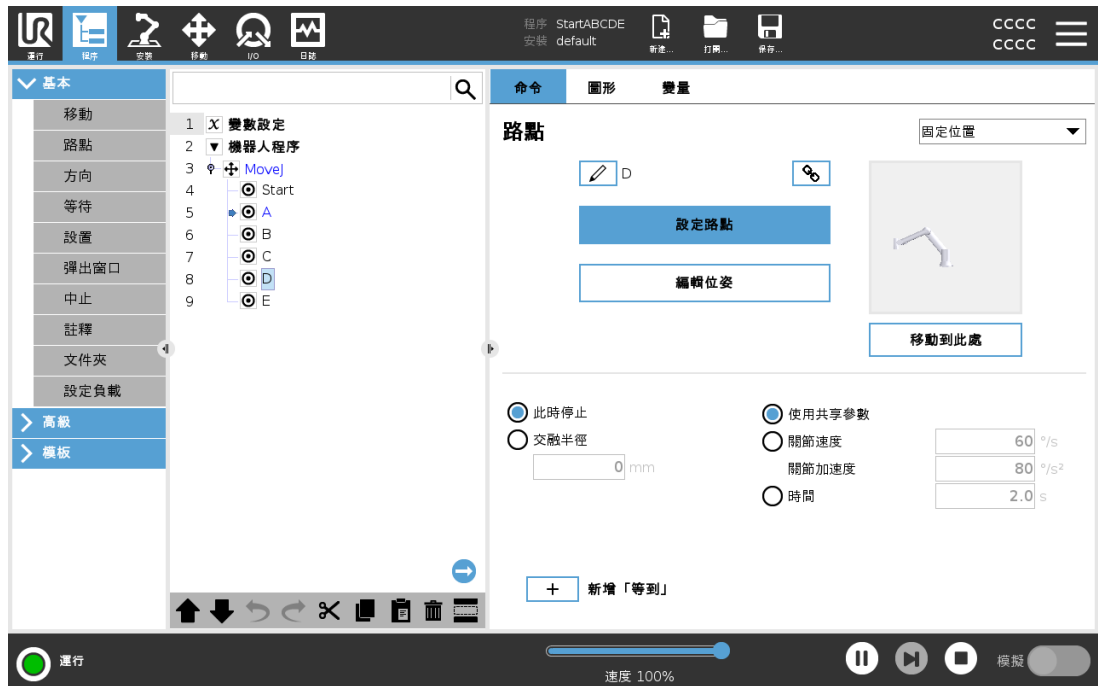 程序 StartABCDE
安裝 default
CCCC
CCCC
運行 程序 安裝 移動 I/O 日誌 新建... 打開... 保存...
基本
移動
路點
方向
等待
設置
彈出窗口
中止
註釋
文件夾
設定負載
高級
模板
1 X 變數設定
2 ▼ 機器人程序
3 MoveJ
4 Start
5 A
6 B
7 C
8 D
9 E
命令 圖形 變量
路點
固定位置
D
設定路點
編輯位姿
移動到此處
此時停止
使用共享參數
交融半徑
關節速度 60 °/s
0 mm
關節加速度 80 °/s²
時間 2.0 s
+ 新增「等到」
運行
速度 100%
模擬